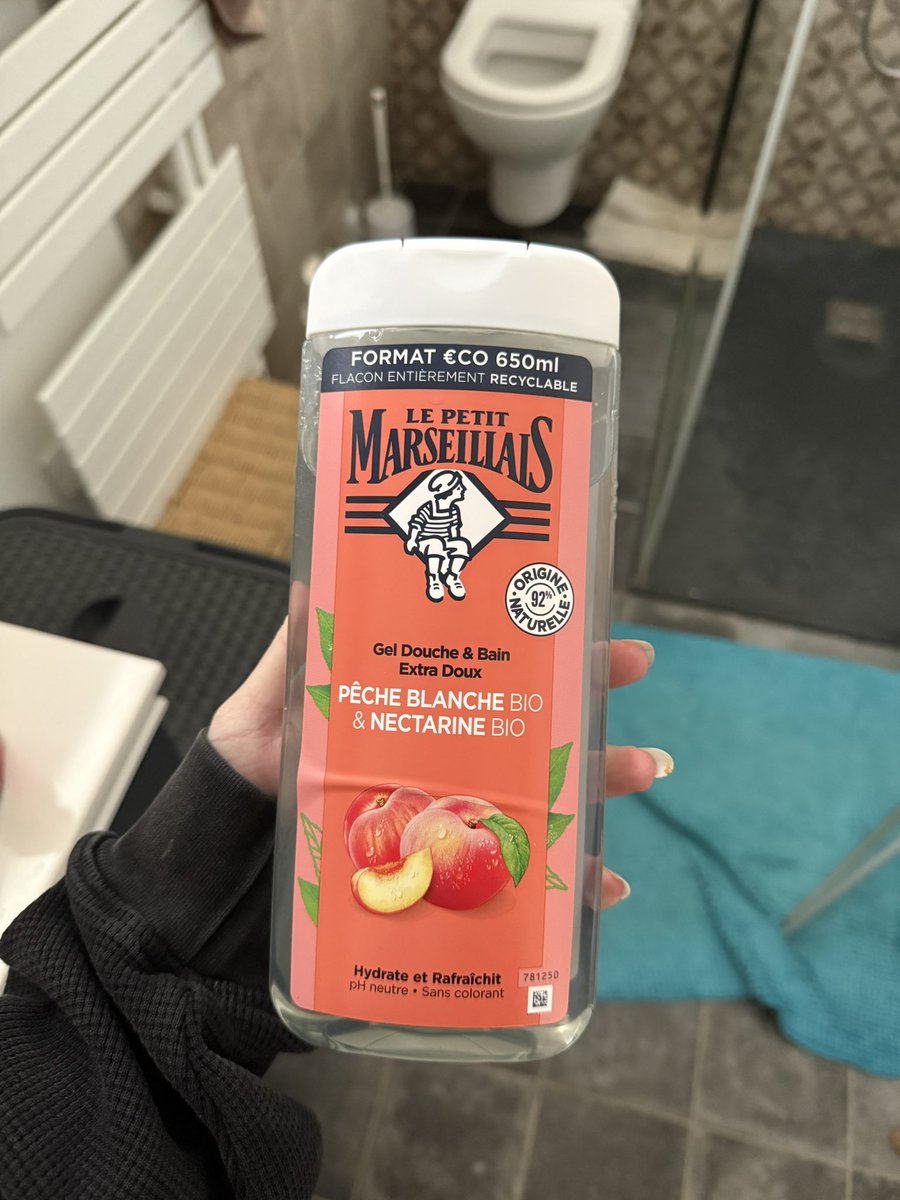 FORMAT €CO 650ml
FLACON ENTIÈREMENT RECYCLABLE
LE PETIT
MARSEILLAIS
ORIGINE
92%
NATURELLE
Gel Douche & Bain
Extra Doux
PÊCHE BLANCHE BIO
& NECTARINE BIO
Hydrate et Rafraîchit
pH neutre • Sans colorant
781250